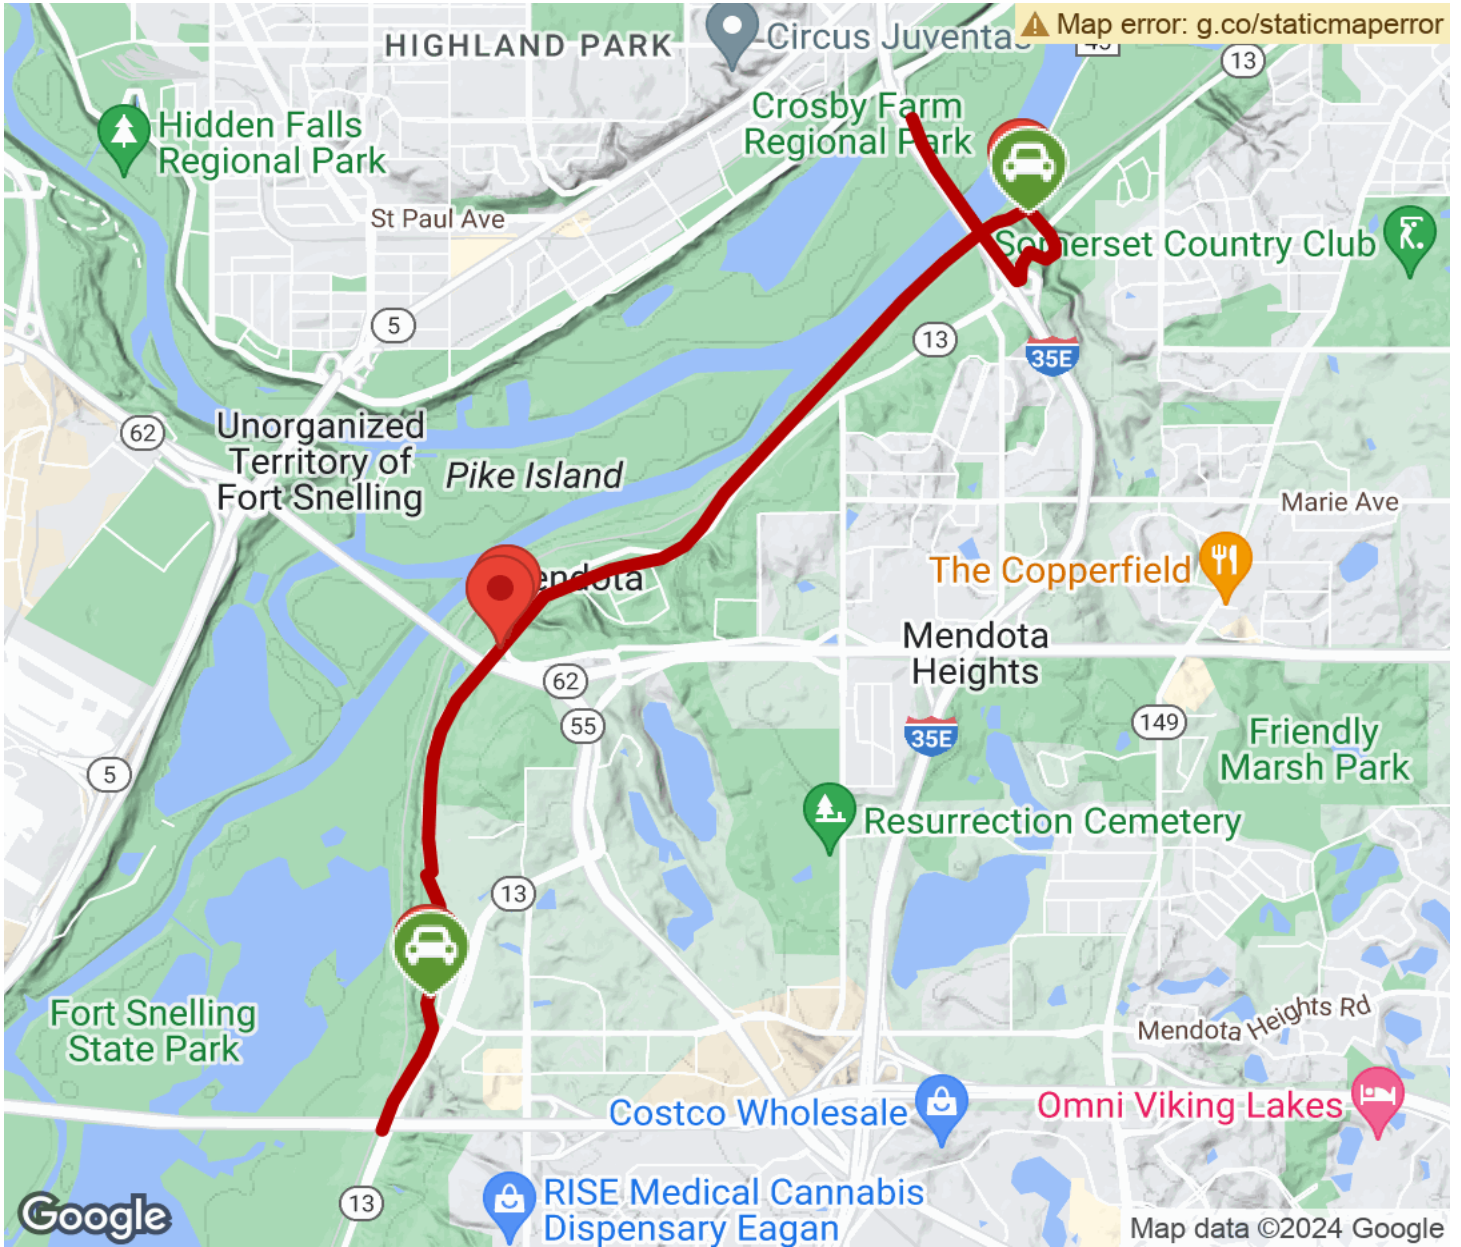 Map error: g.co/staticmaperror
HIGHLAND PARK
Circus Juventas
13
Crosby Farm
Regional Park
Hidden Falls
Regional Park
St Paul Ave
Somerset Country Club
5
13
35E
62
Unorganized
Territory of
Fort Snelling
Pike Island
Marie Ave
The Copperfield
endota
Mendota
Heights
62
55
149
35E
5
Friendly
Marsh Park
Resurrection Cemetery
13
Fort Snelling
State Park
Mendota Heights Rd
Costco Wholesale
Omni Viking Lakes
13
RISE Medical Cannabis
Dispensary Eagan
Google
Map data ©2024 Google